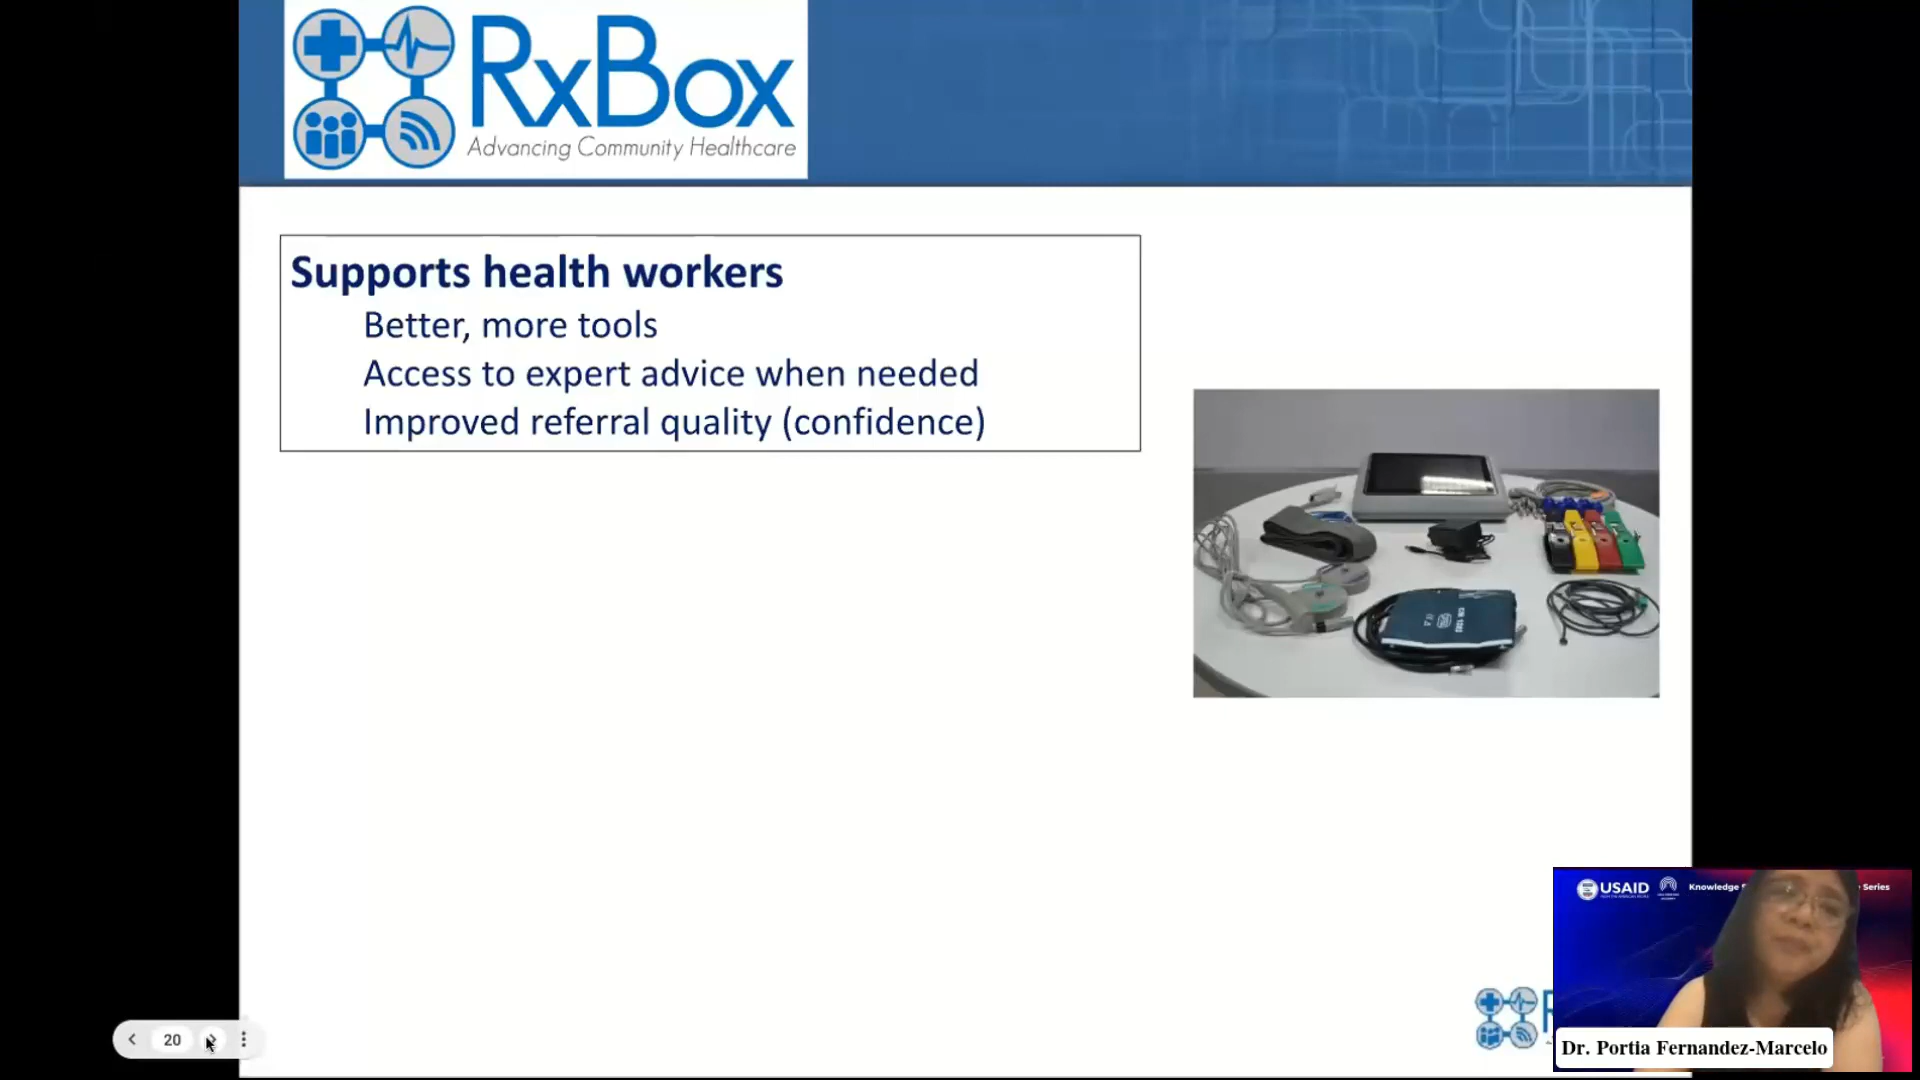 RxBox
Advancing Community Healthcare
Supports health workers
Better, more tools
Access to expert advice when needed
Improved referral quality (confidence)
USAID
Knowledge
Series
20
Dr. Portia Fernandez-Marcelo